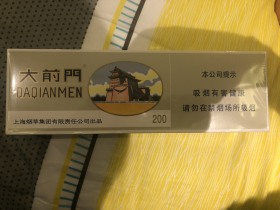 大前門
DAQIANMEN
上海烟草集团有限责任公司出品
200
本公司提示
吸烟有害健康
请勿在禁烟场所吸烟